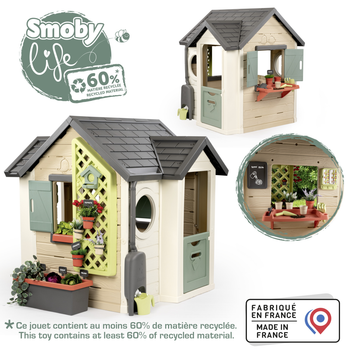 Smoby
life
60%*
MATIÈRE RECYCLÉE
RECYCLED MATERIAL
FABRIQUÉ
EN FRANCE
MADE IN
FRANCE
* Ce jouet contient au moins 60% de matière recyclée.
This toy contains at least 60% of recycled material.